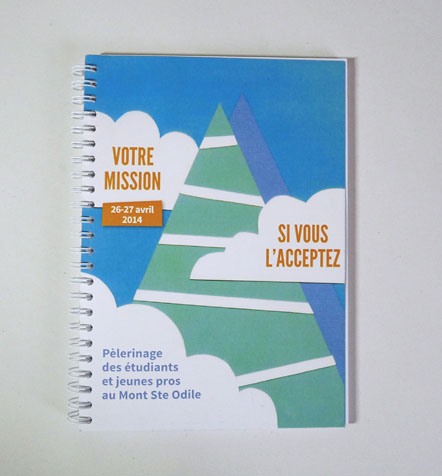 VOTRE
MISSION
26-27 avril
2014
SI VOUS
L'ACCEPTEZ
Pèlerinage
des étudiants
et jeunes pros
au Mont Ste Odile